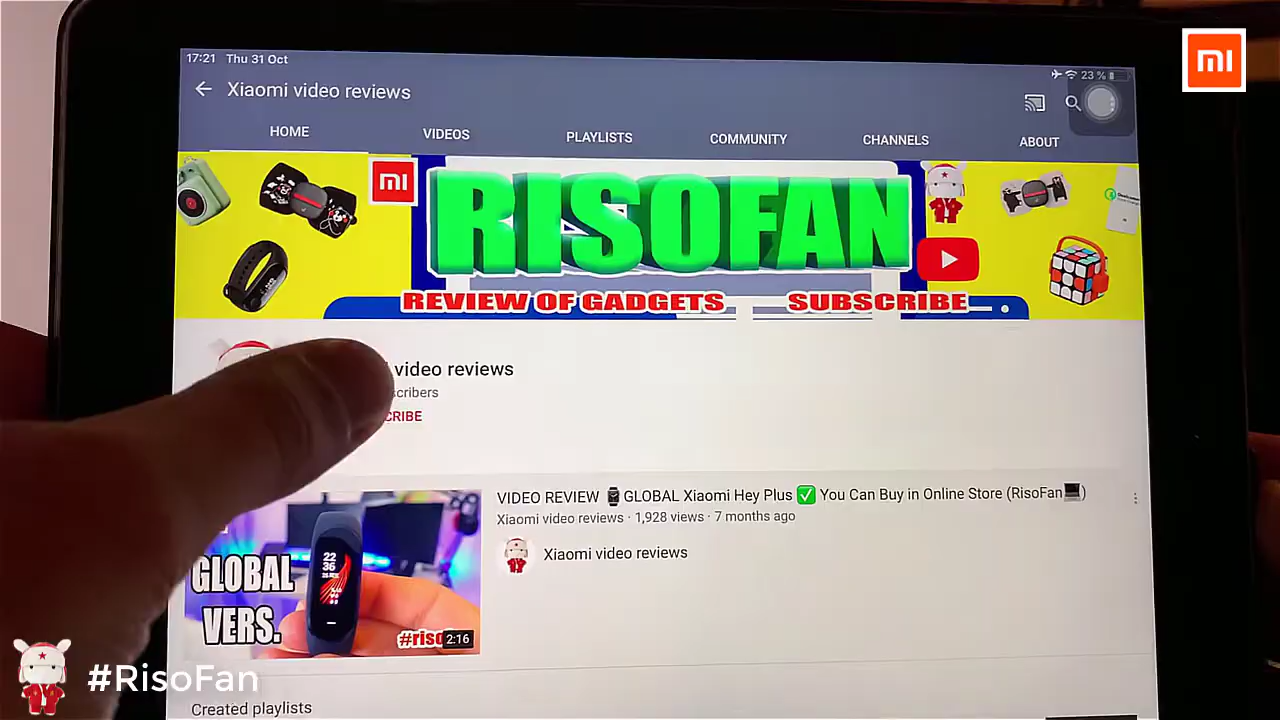 17:21 Thu 31 Oct
23 %
Xiaomi video reviews
HOME VIDEOS PLAYLISTS COMMUNITY CHANNELS ABOUT
mi
RISOFAN
REVIEW OF GADGETS SUBSCRIBE
video reviews
scribers
CRIBE
VIDEO REVIEW ⌚GLOBAL Xiaomi Hey Plus ✅ You Can Buy in Online Store (RisoFan💻)
Xiaomi video reviews · 1,928 views · 7 months ago
Xiaomi video reviews
22
36
GLOBAL
VERS.
#riso
2:16
Created playlists
mi
#RisoFan